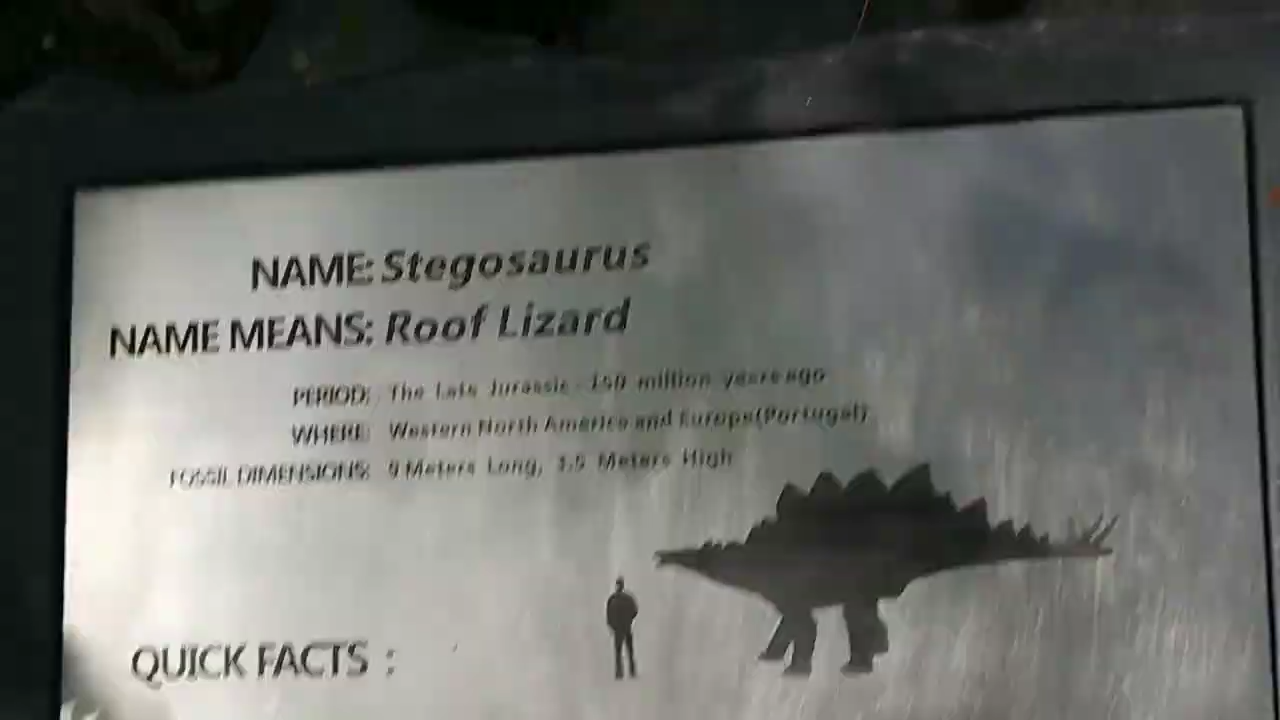 NAME: Stegosaurus
NAME MEANS: Roof Lizard
PERIOD: The Late Jurassic - 150 million years ago
WHERE: Western North America and Europe(Portugal)
FOSSIL DIMENSIONS: 9 Meters Long, 3.5 Meters High
QUICK FACTS :